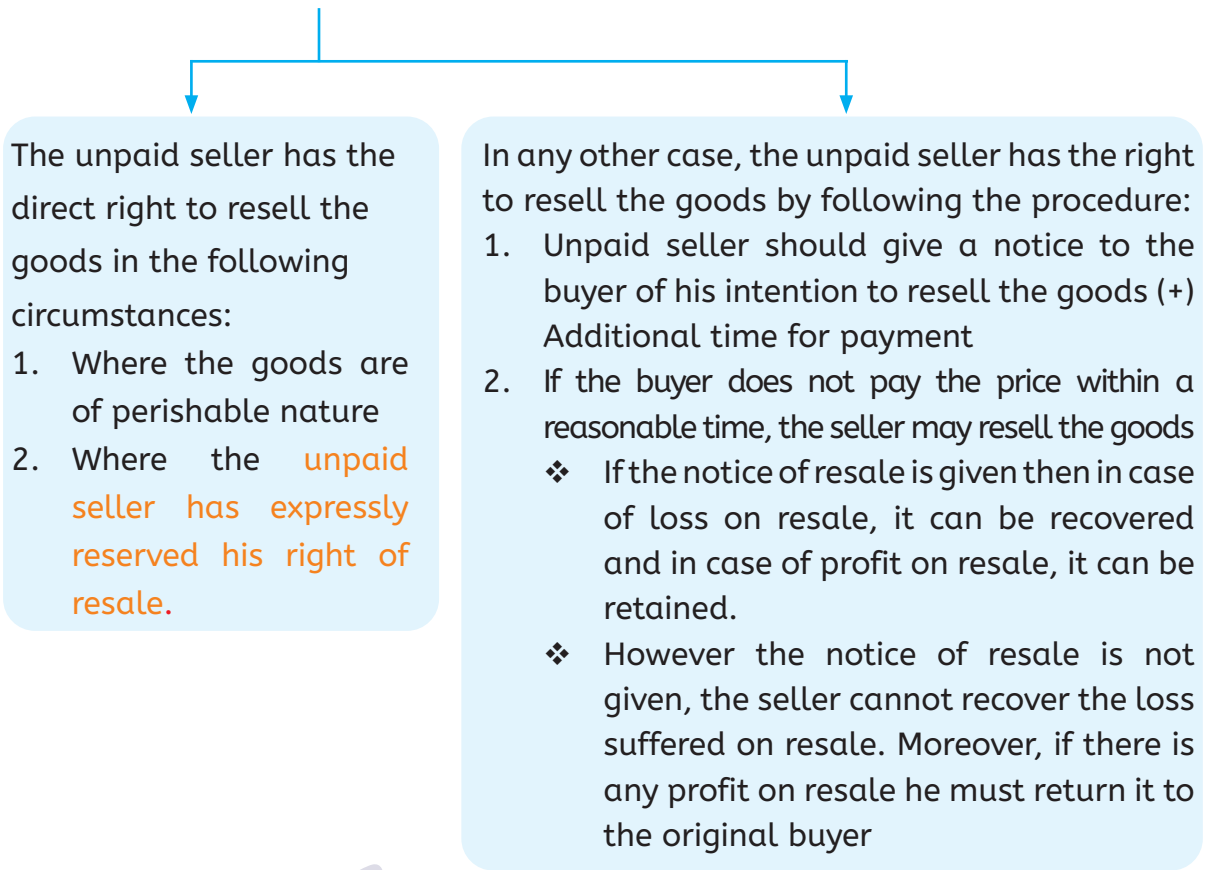 The unpaid seller has the
direct right to resell the
goods in the following
circumstances:
1. Where the goods are
of perishable nature
2. Where the unpaid
seller has expressly
reserved his right of
resale.
In any other case, the unpaid seller has the right
to resell the goods by following the procedure:
1. Unpaid seller should give a notice to the
buyer of his intention to resell the goods (+)
Additional time for payment
2. If the buyer does not pay the price within a
reasonable time, the seller may resell the goods
❖ If the notice of resale is given then in case
of loss on resale, it can be recovered
and in case of profit on resale, it can be
retained.
❖ However the notice of resale is not
given, the seller cannot recover the loss
suffered on resale. Moreover, if there is
any profit on resale he must return it to
the original buyer